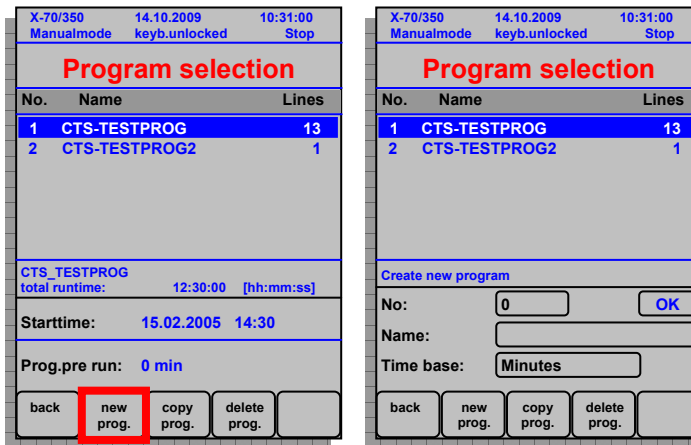 X-70/350 14.10.2009 10:31:00
Manualmode keyb.unlocked Stop
Program selection
No. Name Lines
1 CTS-TESTPROG 13
2 CTS-TESTPROG2 1
CTS_TESTPROG
total runtime: 12:30:00 [hh:mm:ss]
Starttime: 15.02.2005 14:30
Prog.pre run: 0 min
back new prog. copy prog. delete prog.
X-70/350 14.10.2009 10:31:00
Manualmode keyb.unlocked Stop
Program selection
No. Name Lines
1 CTS-TESTPROG 13
2 CTS-TESTPROG2 1
Create new program
No: 0 OK
Name:
Time base: Minutes
back new prog. copy prog. delete prog.